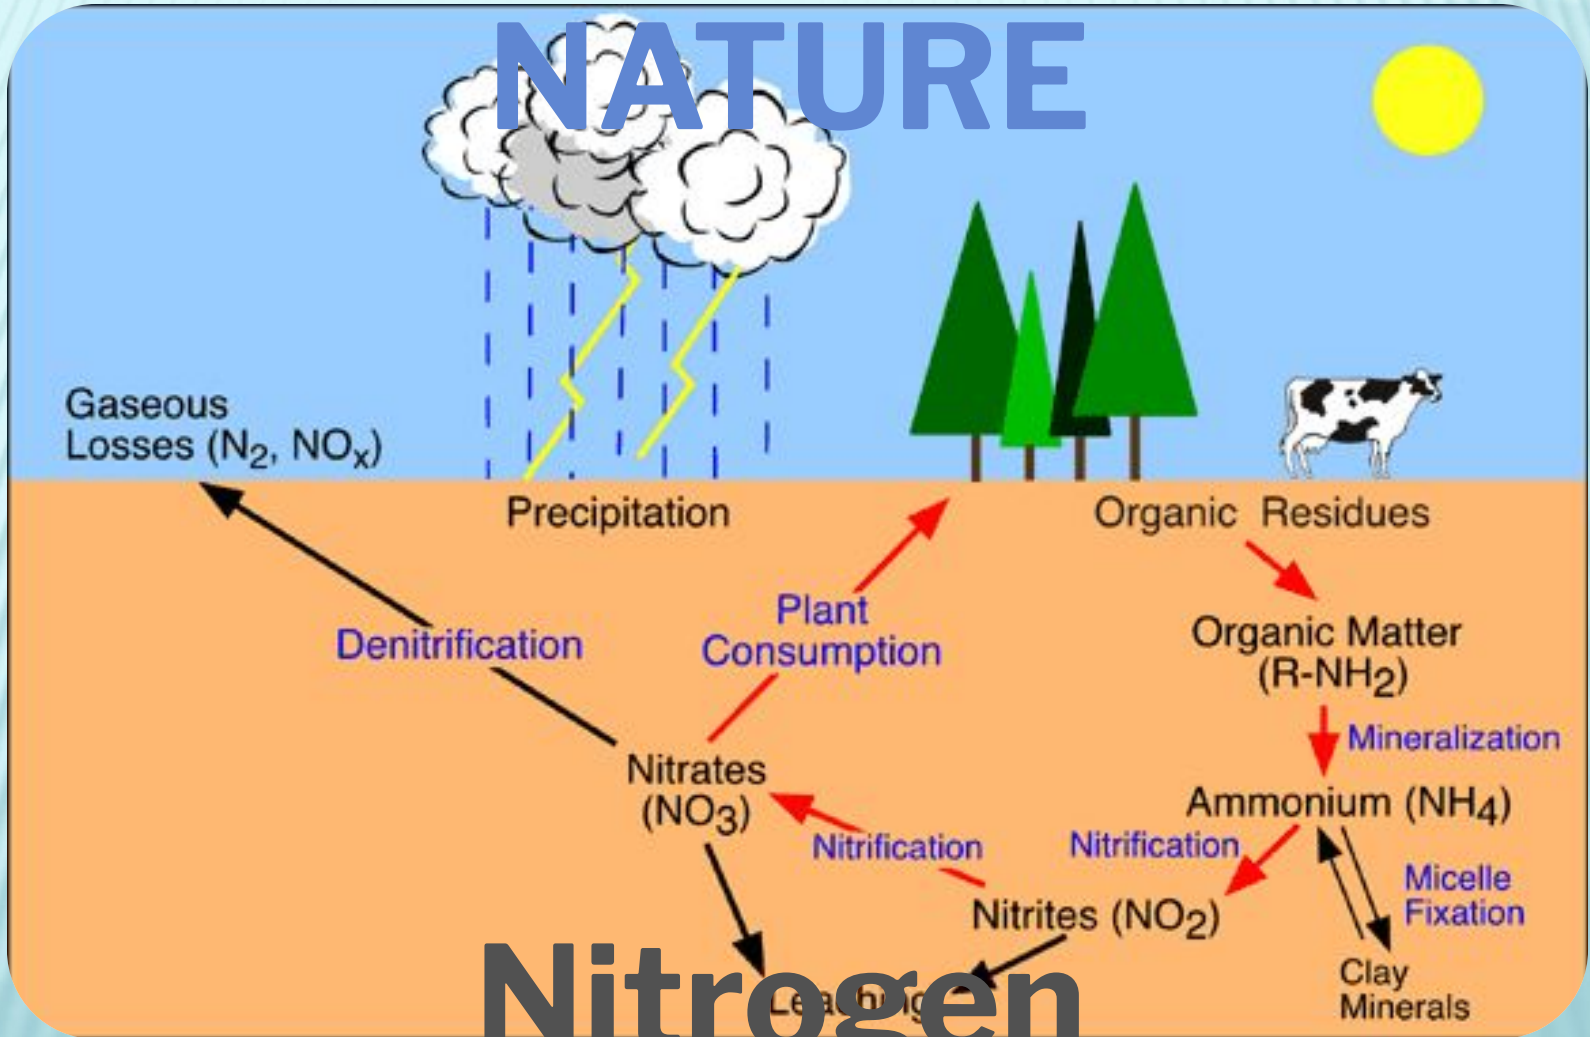 NATURE
Gaseous
Losses (N₂, NOₓ)
Precipitation
Organic Residues
Plant
Consumption
Denitrification
Organic Matter
(R-NH₂)
Mineralization
Nitrates
(NO₃)
Ammonium (NH₄)
Nitrification
Nitrification
Micelle
Fixation
Nitrites (NO₂)
Clay
Minerals
Leaching
Nitrogen